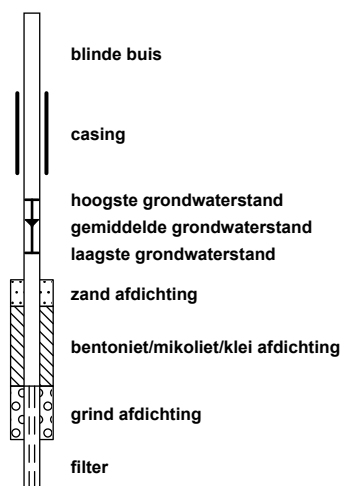 blinde buis
casing
hoogste grondwaterstand
gemiddelde grondwaterstand
laagste grondwaterstand
zand afdichting
bentoniet/mikoliet/klei afdichting
grind afdichting
filter